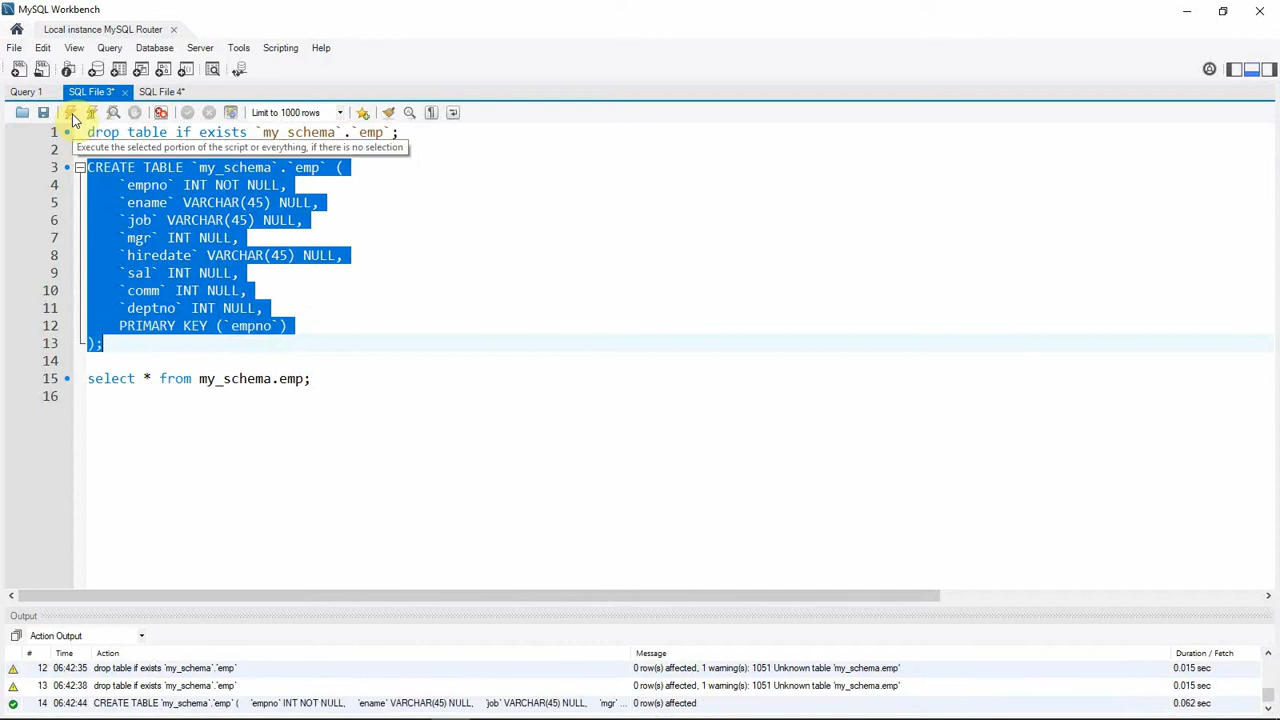 MySQL Workbench
Local instance MySQL Router
File Edit View Query Database Server Tools Scripting Help
Query 1 SQL File 3* SQL File 4*
Limit to 1000 rows
1 drop table if exists `my_schema`.`emp`;
Execute the selected portion of the script or everything, if there is no selection
2
3 CREATE TABLE `my_schema`.`emp` (
4 `empno` INT NOT NULL,
5 `ename` VARCHAR(45) NULL,
6 `job` VARCHAR(45) NULL,
7 `mgr` INT NULL,
8 `hiredate` VARCHAR(45) NULL,
9 `sal` INT NULL,
10 `comm` INT NULL,
11 `deptno` INT NULL,
12 PRIMARY KEY (`empno`)
13 );
14
15 select * from my_schema.emp;
16
Output
Action Output
# Time Action Message Duration / Fetch
12 06:42:35 drop table if exists `my_schema`.`emp` 0 row(s) affected, 1 warning(s): 1051 Unknown table 'my_schema.emp' 0.015 sec
13 06:42:38 drop table if exists `my_schema`.`emp` 0 row(s) affected, 1 warning(s): 1051 Unknown table 'my_schema.emp' 0.015 sec
14 06:42:44 CREATE TABLE `my_schema`.`emp` ( `empno` INT NOT NULL, `ename` VARCHAR(45) NULL, `job` VARCHAR(45) NULL, `mgr` ... 0 row(s) affected 0.062 sec